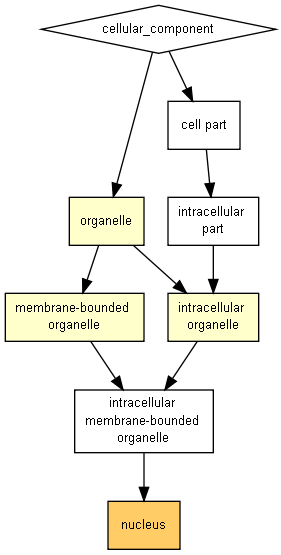 cellular_component
cell part
organelle
intracellular
part
membrane-bounded
organelle
intracellular
organelle
intracellular
membrane-bounded
organelle
nucleus